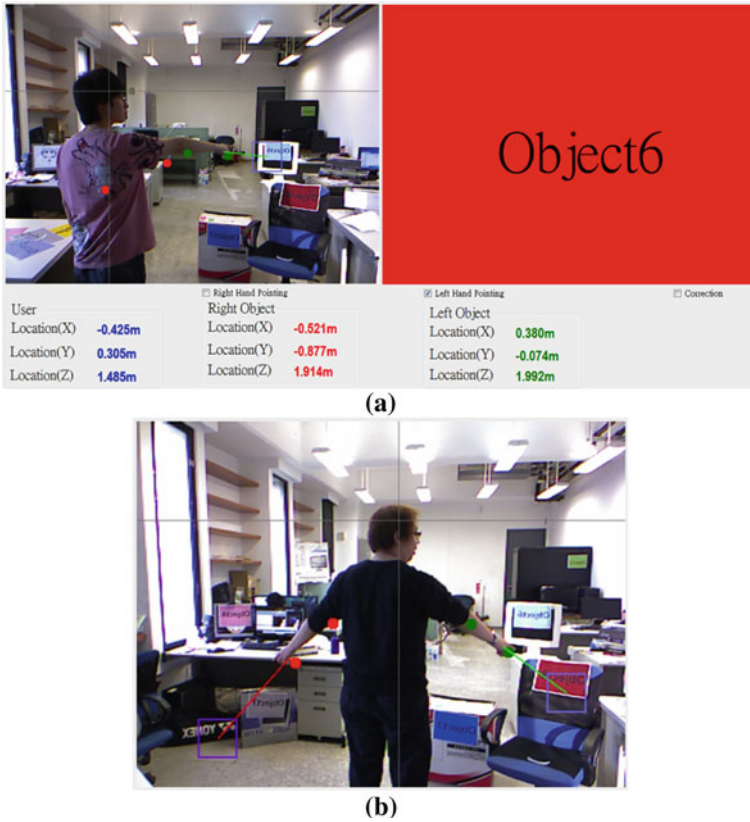 Object6
Right Hand Pointing
Left Hand Pointing
Correction
User
Location(X) -0.425m
Location(Y) 0.305m
Location(Z) 1.485m
Right Object
Location(X) -0.521m
Location(Y) -0.877m
Location(Z) 1.914m
Left Object
Location(X) 0.380m
Location(Y) -0.074m
Location(Z) 1.992m
(a)
YONEX
(b)